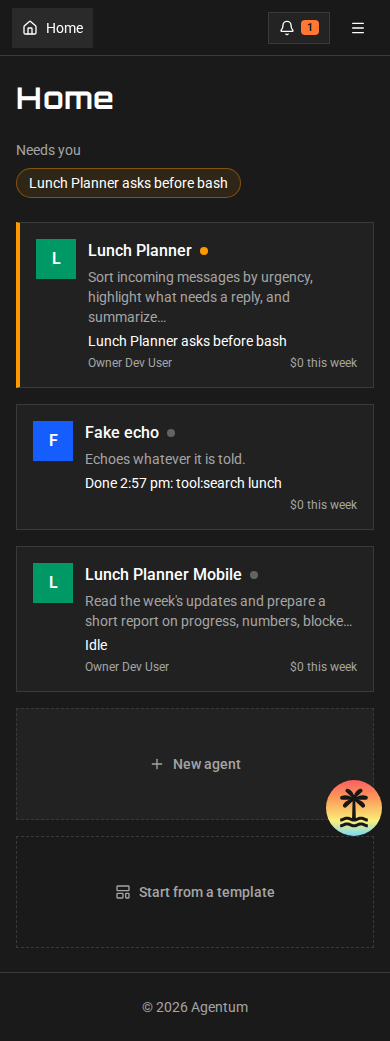 Home
1
Home
Needs you
Lunch Planner asks before bash
L
Lunch Planner
Sort incoming messages by urgency,
highlight what needs a reply, and
summarize…
Lunch Planner asks before bash
Owner Dev User
$0 this week
F
Fake echo
Echoes whatever it is told.
Done 2:57 pm: tool:search lunch
$0 this week
L
Lunch Planner Mobile
Read the week's updates and prepare a
short report on progress, numbers, blocke…
Idle
Owner Dev User
$0 this week
New agent
Start from a template
© 2026 Agentum